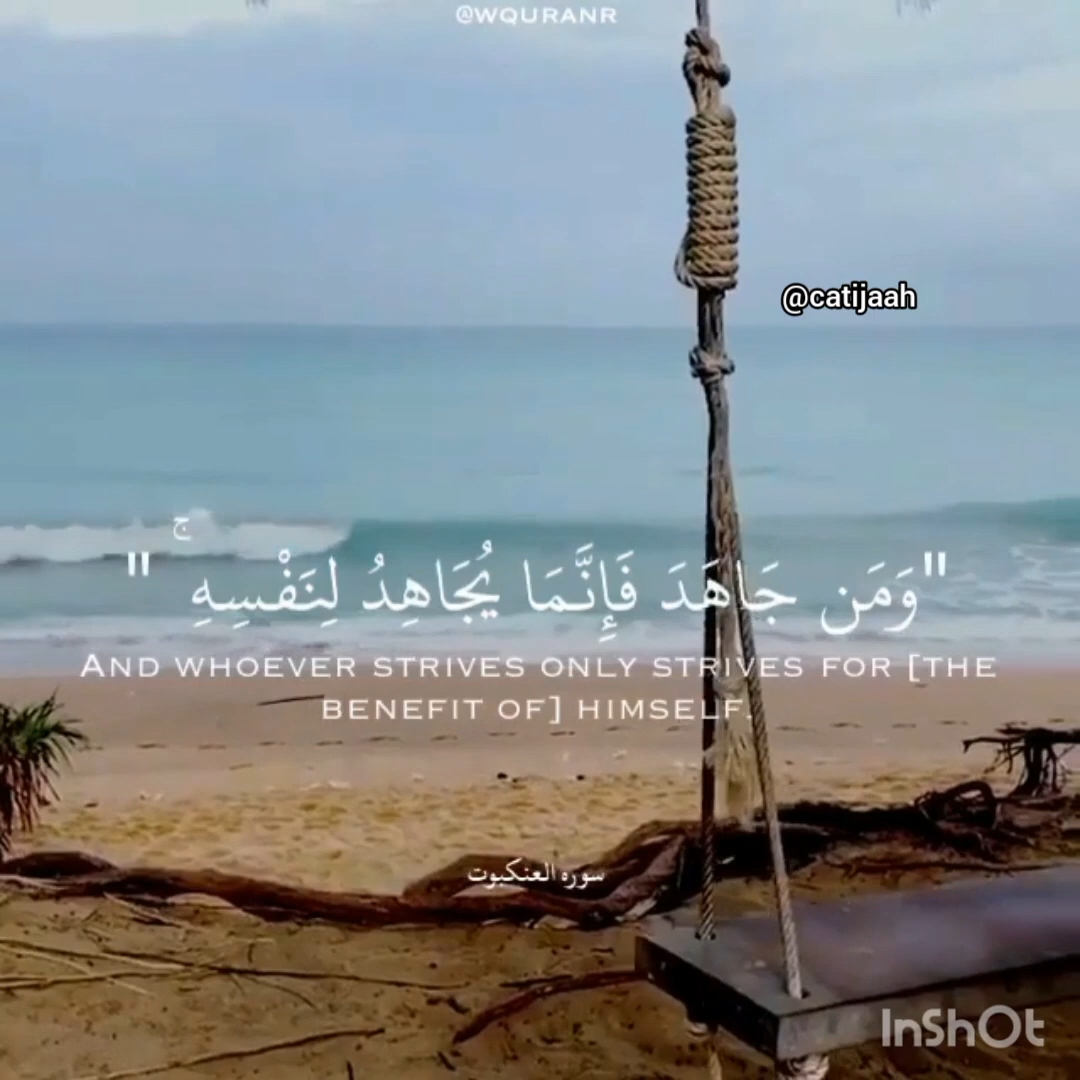 @WQURANR
@catijaah
"وَمَن جَاهَدَ فَإِنَّمَا يُجَاهِدُ لِنَفْسِهِ ۚ "
AND WHOEVER STRIVES ONLY STRIVES FOR [THE
BENEFIT OF] HIMSELF.
سوره العنكبوت
InShOt